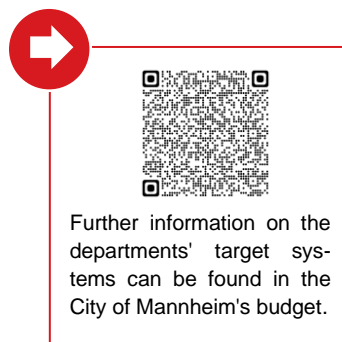 Further information on the
departments' target sys-
tems can be found in the
City of Mannheim's budget.